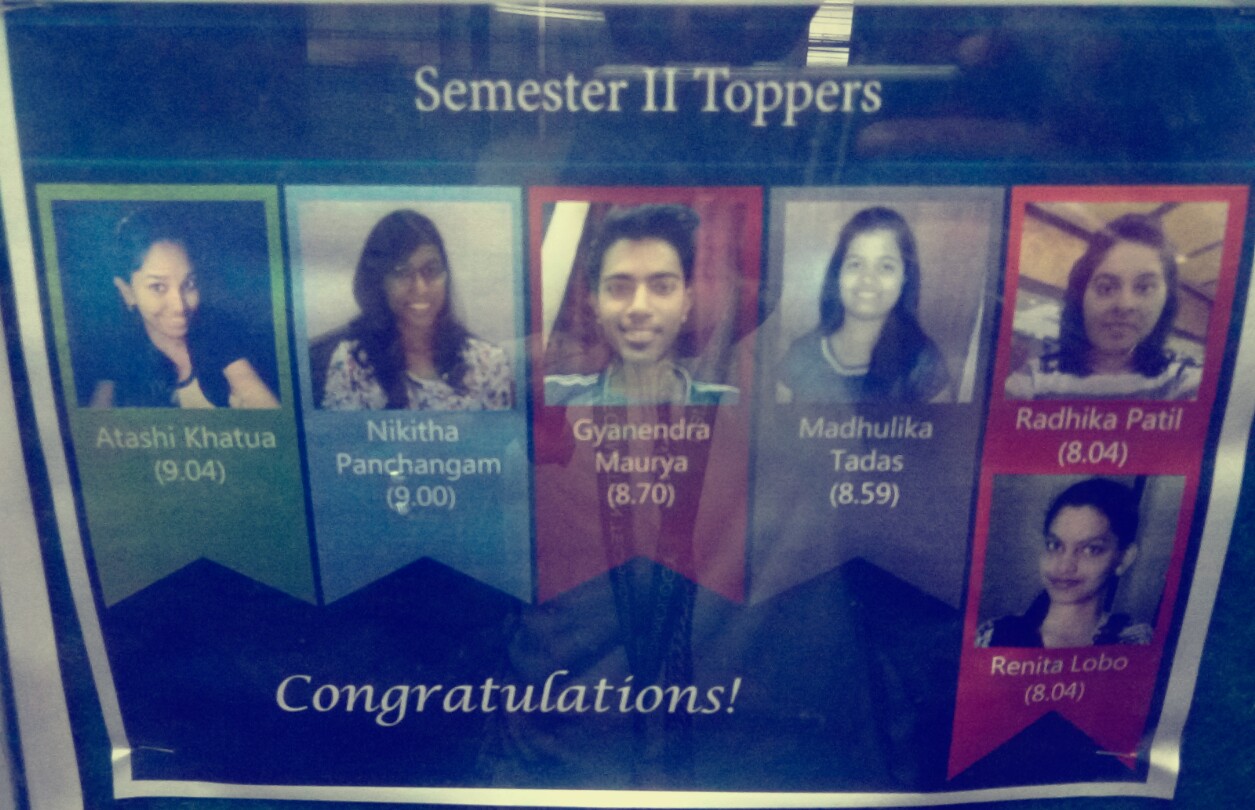 Semester II Toppers
Atashi Khatua
(9.04)
Nikitha
Panchangam
(9.00)
Gyanendra
Maurya
(8.70)
Madhulika
Tadas
(8.59)
Radhika Patil
(8.04)
Renita Lobo
(8.04)
Congratulations!